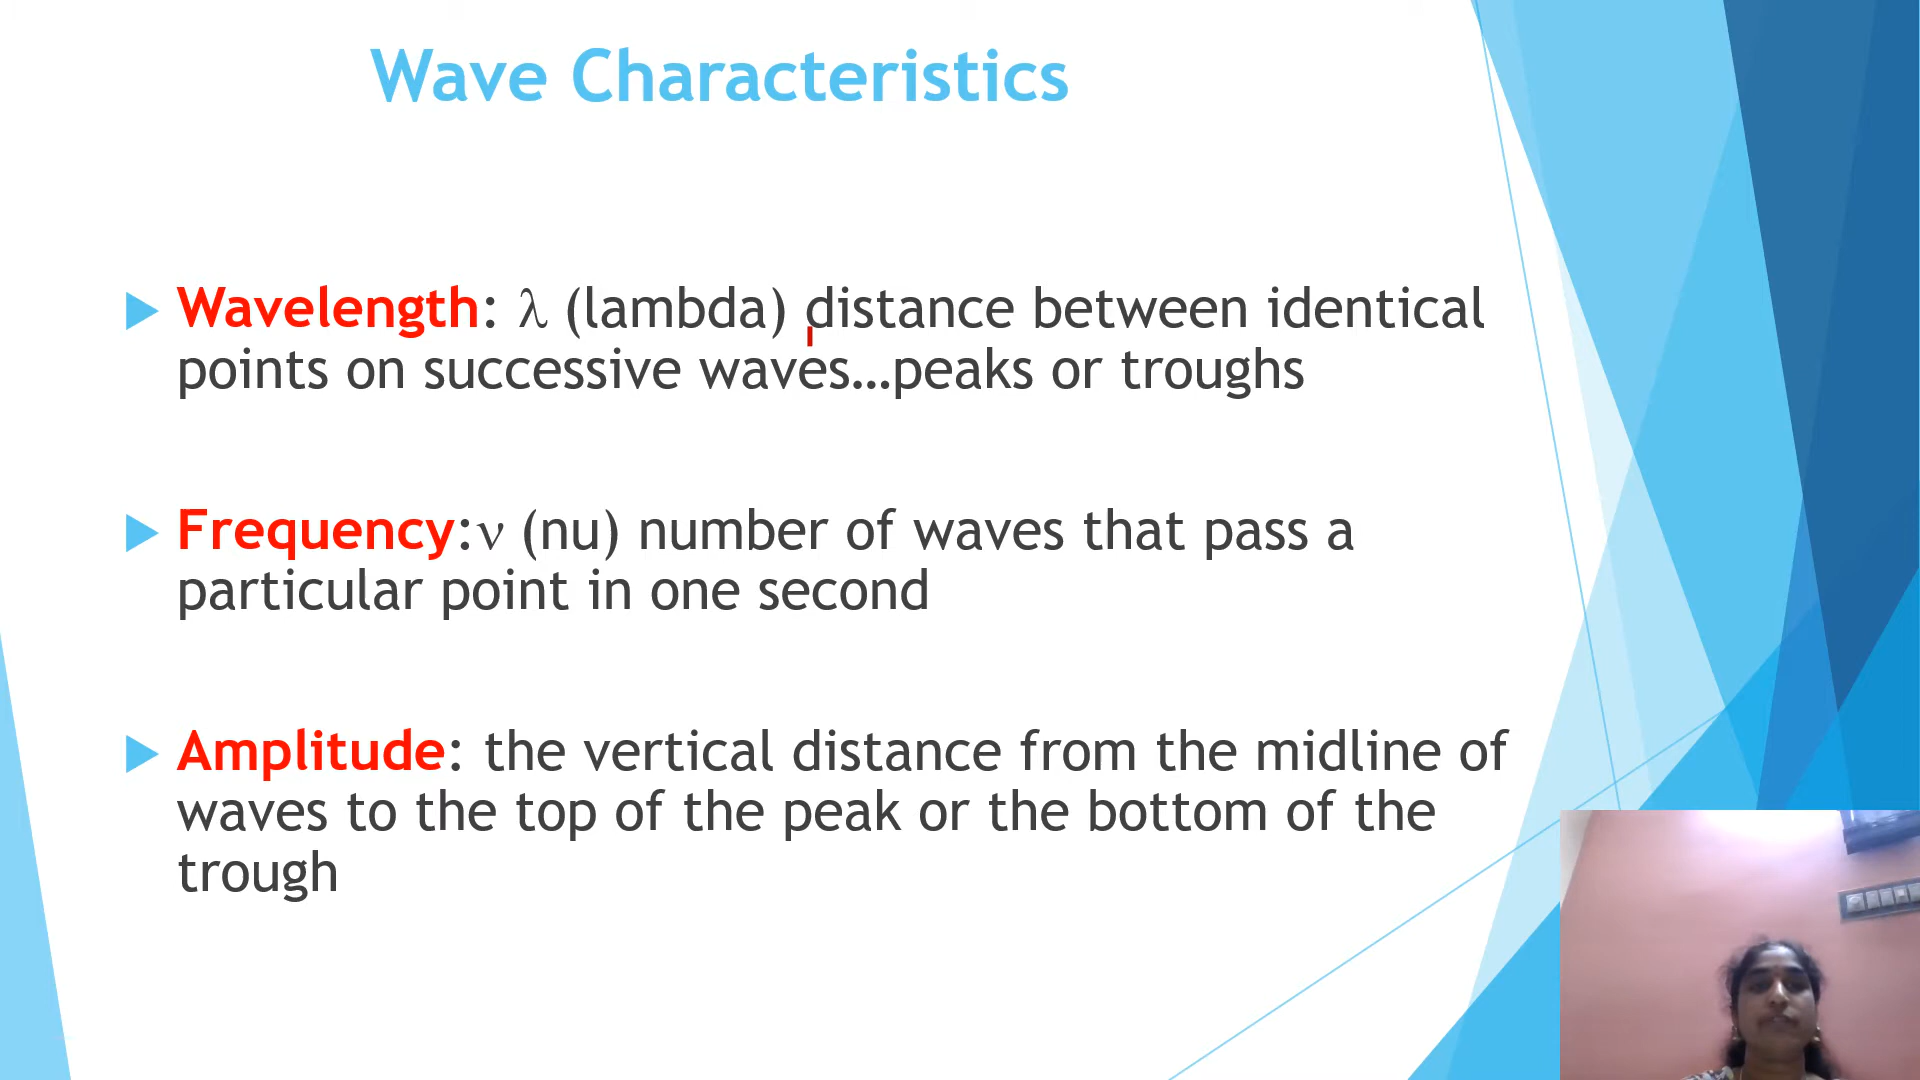 Wave Characteristics
Wavelength: λ (lambda) distance between identical
points on successive waves…peaks or troughs
Frequency:ν (nu) number of waves that pass a
particular point in one second
Amplitude: the vertical distance from the midline of
waves to the top of the peak or the bottom of the
trough